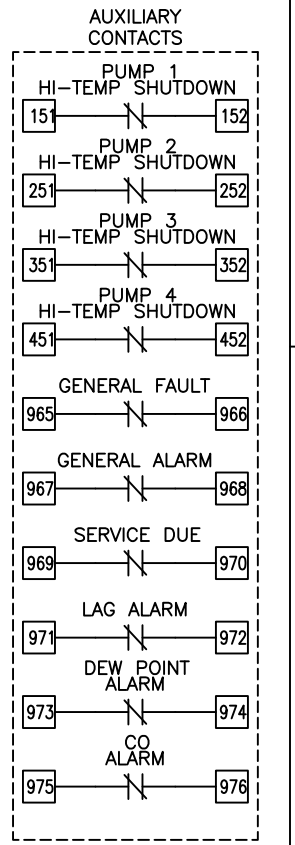 AUXILIARY
CONTACTS
PUMP 1
HI-TEMP SHUTDOWN
151 152
PUMP 2
HI-TEMP SHUTDOWN
251 252
PUMP 3
HI-TEMP SHUTDOWN
351 352
PUMP 4
HI-TEMP SHUTDOWN
451 452
GENERAL FAULT
965 966
GENERAL ALARM
967 968
SERVICE DUE
969 970
LAG ALARM
971 972
DEW POINT
ALARM
973 974
CO
ALARM
975 976